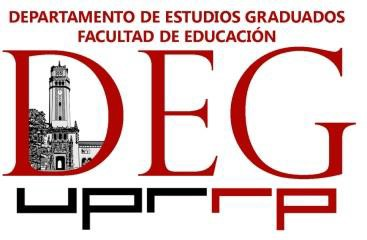 DEPARTAMENTO DE ESTUDIOS GRADUADOS
FACULTAD DE EDUCACIÓN
DEG
uprrp